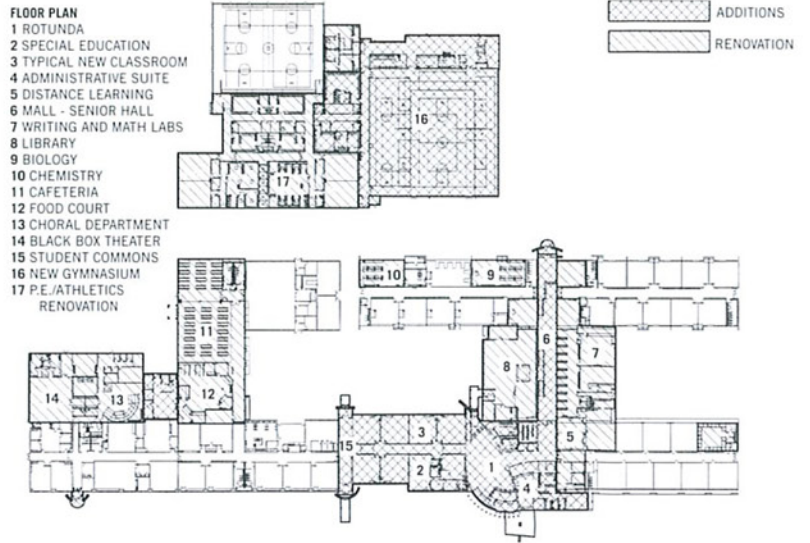 FLOOR PLAN
1 ROTUNDA
2 SPECIAL EDUCATION
3 TYPICAL NEW CLASSROOM
4 ADMINISTRATIVE SUITE
5 DISTANCE LEARNING
6 MALL - SENIOR HALL
7 WRITING AND MATH LABS
8 LIBRARY
9 BIOLOGY
10 CHEMISTRY
11 CAFETERIA
12 FOOD COURT
13 CHORAL DEPARTMENT
14 BLACK BOX THEATER
15 STUDENT COMMONS
16 NEW GYMNASIUM
17 P.E./ATHLETICS
RENOVATION
ADDITIONS
RENOVATION
16
17
10
9
11
6
8
7
14
13
12
15
3
5
2
1
4